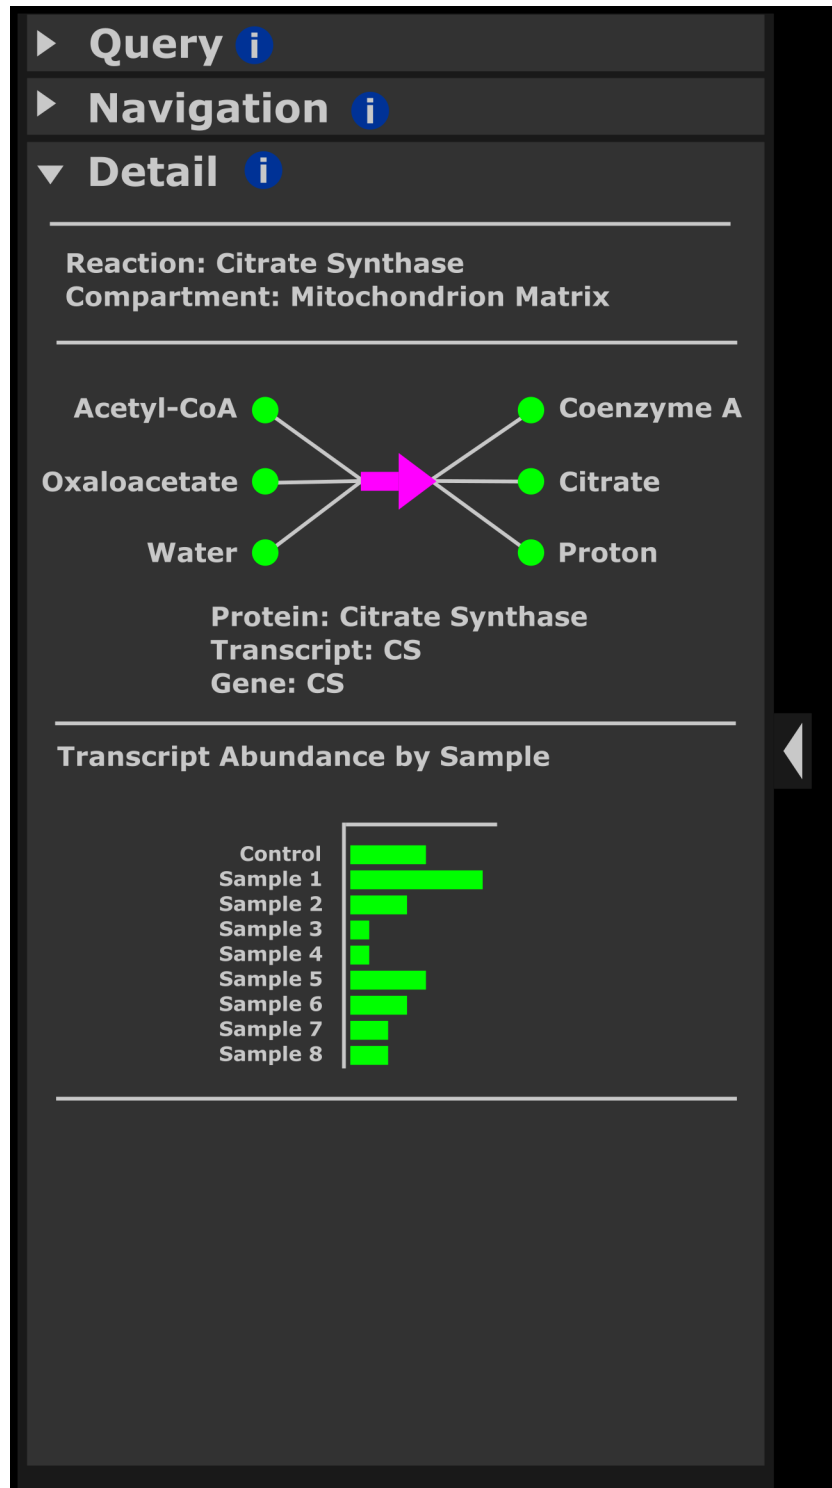 Query i
Navigation i
Detail i
Reaction: Citrate Synthase
Compartment: Mitochondrion Matrix
Acetyl-CoA
Coenzyme A
Oxaloacetate
Citrate
Water
Proton
Protein: Citrate Synthase
Transcript: CS
Gene: CS
Transcript Abundance by Sample
Control
Sample 1
Sample 2
Sample 3
Sample 4
Sample 5
Sample 6
Sample 7
Sample 8